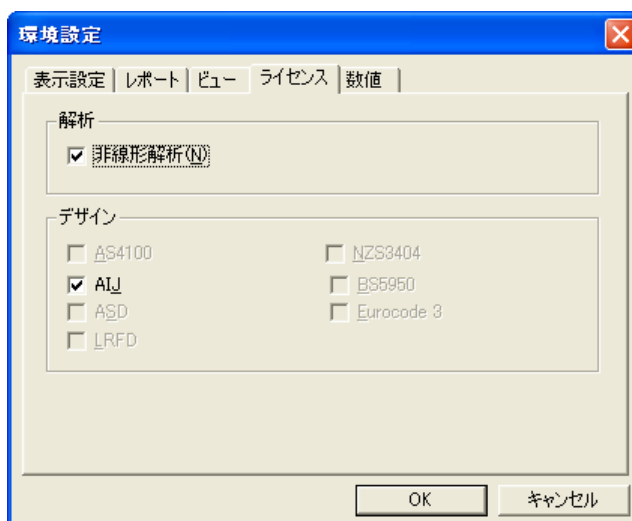 環境設定
表示設定 レポート ビュー ライセンス 数値
解析
非線形解析(N)
デザイン
AS4100 NZS3404
AIJ BS5950
ASD Eurocode 3
LRFD
OK キャンセル